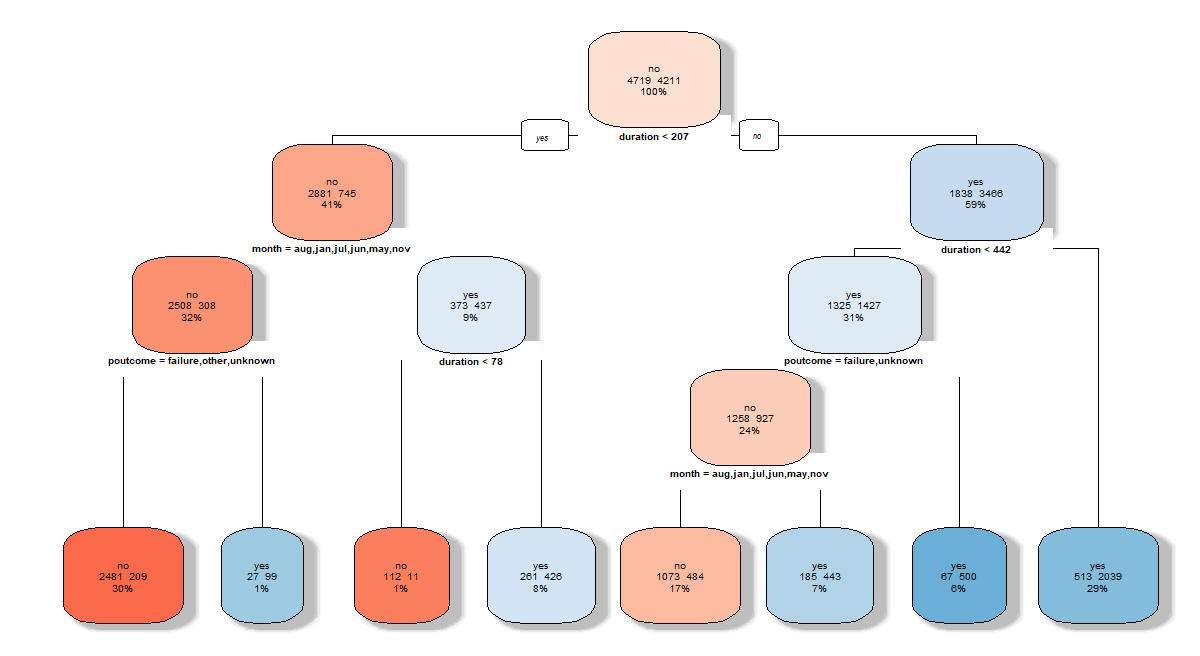 no
4719 4211
100%
yes
duration < 207
no
no
2881 745
41%
month = aug,jan,jul,jun,may,nov
yes
1838 3466
59%
duration < 442
no
2508 308
32%
poutcome = failure,other,unknown
yes
373 437
9%
duration < 78
yes
1325 1427
31%
poutcome = failure,unknown
no
1258 927
24%
month = aug,jan,jul,jun,may,nov
no
2481 209
30%
yes
27 99
1%
no
112 11
1%
yes
261 426
8%
no
1073 484
17%
yes
185 443
7%
yes
67 500
6%
yes
513 2039
29%